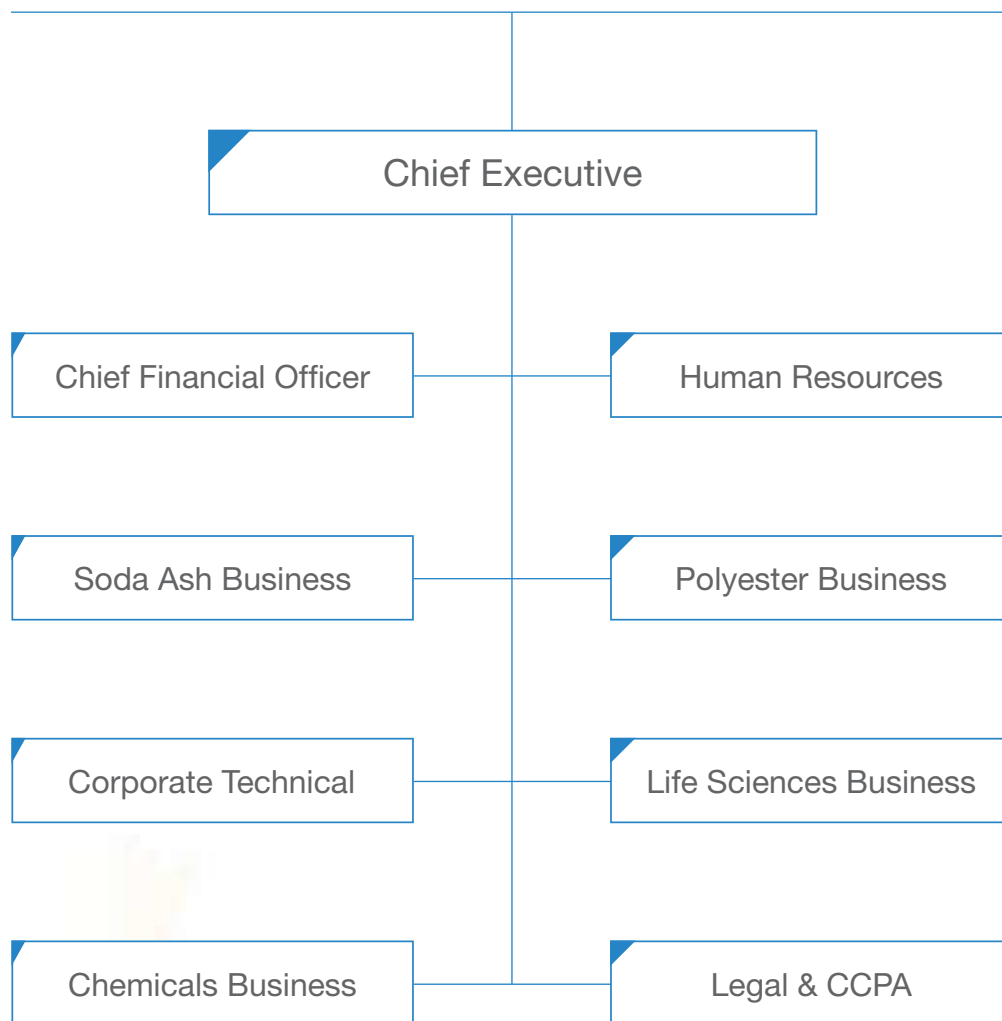 Chief Executive
Chief Financial Officer
Human Resources
Soda Ash Business
Polyester Business
Corporate Technical
Life Sciences Business
Chemicals Business
Legal & CCPA